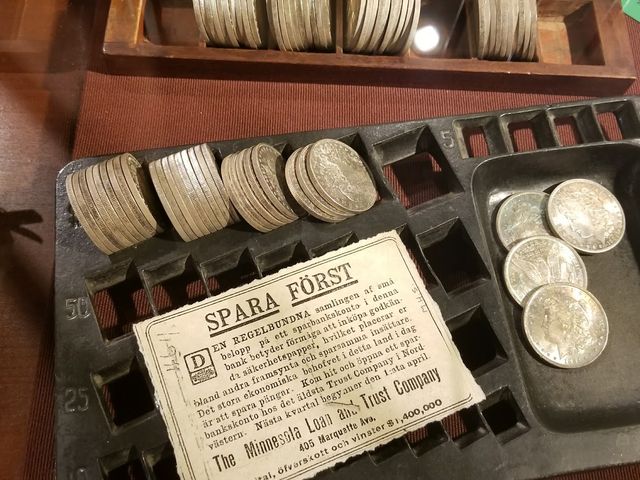 5
50
25
SPARA FÖRST
DEN REGELBUNDNA samlingen af små
belopp på ett sparbankskonto i denna
bank betyder förmåga att inköpa godkän-
da säkerhetspapper, hvilket placerar er
bland andra framsynta och sparsamma insättare.
Det stora ekonomiska behofvet i detta land i dag
är att spara pängar. Kom hit och öppna ett spar-
bankskonto hos det äldsta Trust Company i Nord-
västern. Nästa kvartal begynner den 1:sta april.
The Minnesota Loan and Trust Company
405 Marquette Ave.
Kapital, öfverskott och vinster $1,400,000